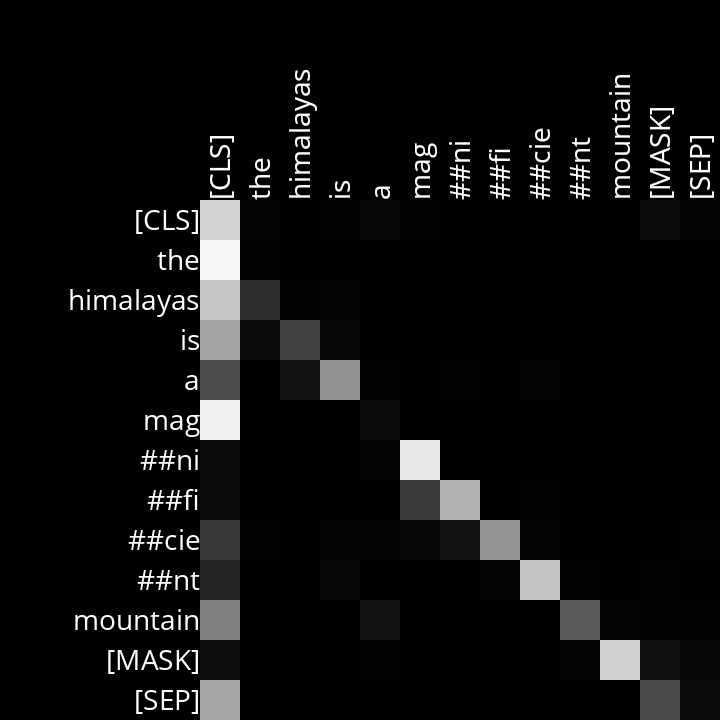 [CLS] the himalayas is a mag ##ni ##fi ##cie ##nt mountain [MASK] [SEP]
[CLS]
the
himalayas
is
a
mag
##ni
##fi
##cie
##nt
mountain
[MASK]
[SEP]